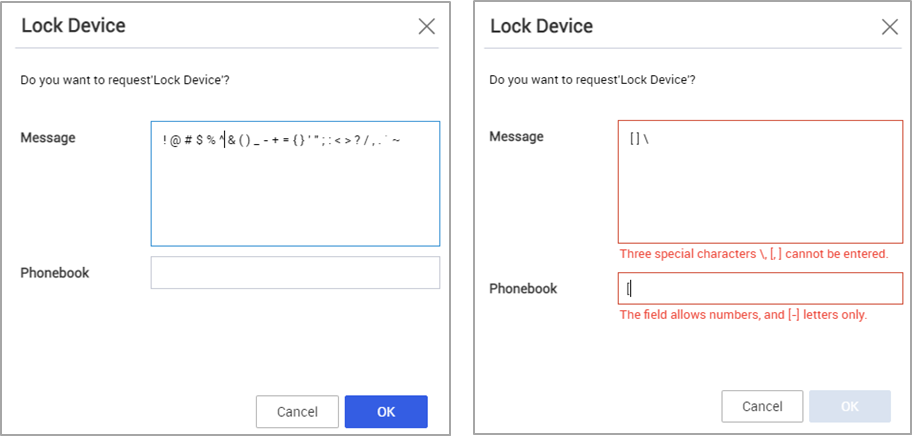 Lock Device
Do you want to request'Lock Device'?
Message
! @ # $ % ^ & ( ) _ - + = { } ' " ; : < > ? / , . ` ~
Phonebook
Cancel
OK
Lock Device
Do you want to request'Lock Device'?
Message
[ ] \
Three special characters \, [, ] cannot be entered.
Phonebook
[
The field allows numbers, and [-] letters only.
Cancel
OK